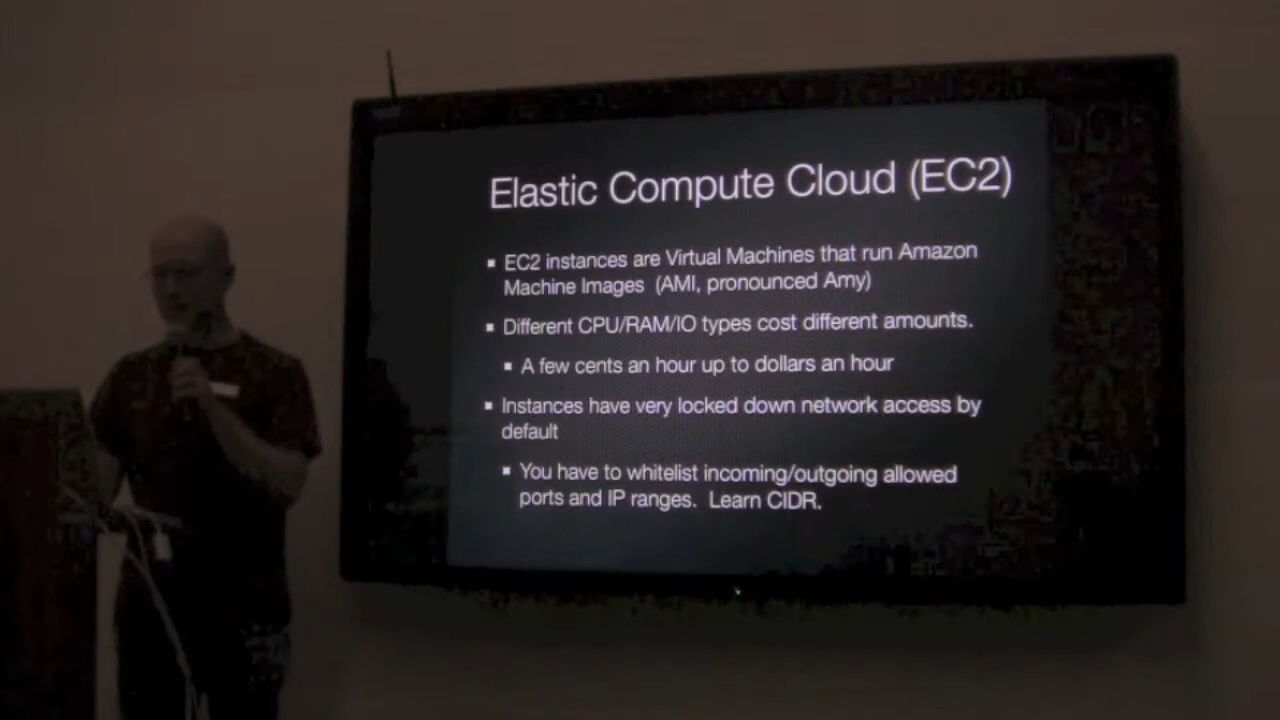 Elastic Compute Cloud (EC2)
▪ EC2 instances are Virtual Machines that run Amazon
Machine Images (AMI, pronounced Amy)
▪ Different CPU/RAM/IO types cost different amounts.
▪ A few cents an hour up to dollars an hour
▪ Instances have very locked down network access by
default
▪ You have to whitelist incoming/outgoing allowed
ports and IP ranges. Learn CIDR.